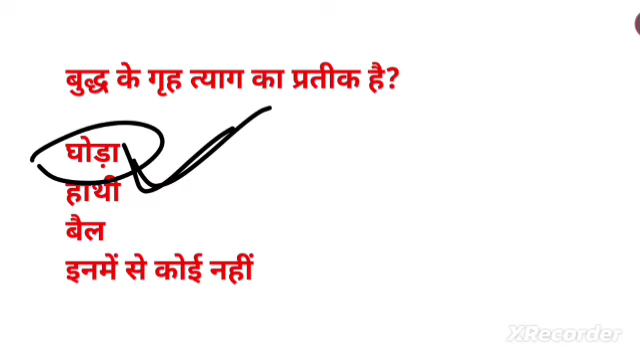 बुद्ध के गृह त्याग का प्रतीक है?
घोड़ा
हाथी
बैल
इनमें से कोई नहीं
XRecorder